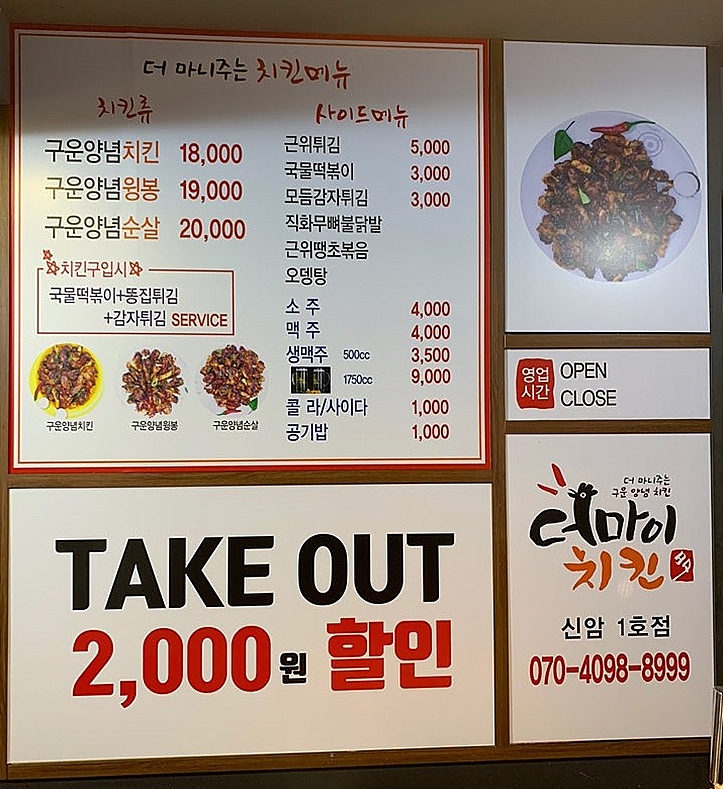 더 마니주는 치킨메뉴
치킨류
구운양념치킨 18,000
구운양념윙봉 19,000
구운양념순살 20,000
치킨구입시
국물떡볶이+똥집튀김
+감자튀김 SERVICE
구운양념치킨 구운양념윙봉 구운양념순살
사이드메뉴
근위튀김 5,000
국물떡볶이 3,000
모듬감자튀김 3,000
직화무뼈불닭발
근위땡초볶음
오뎅탕
소 주 4,000
맥 주 4,000
생맥주 500cc 3,500
1750cc 9,000
콜 라/사이다 1,000
공기밥 1,000
영업
시간
OPEN
CLOSE
TAKE OUT
2,000원 할인
더 마니주는
구운 양념 치킨
더마이
치킨
신암 1호점
070-4098-8999